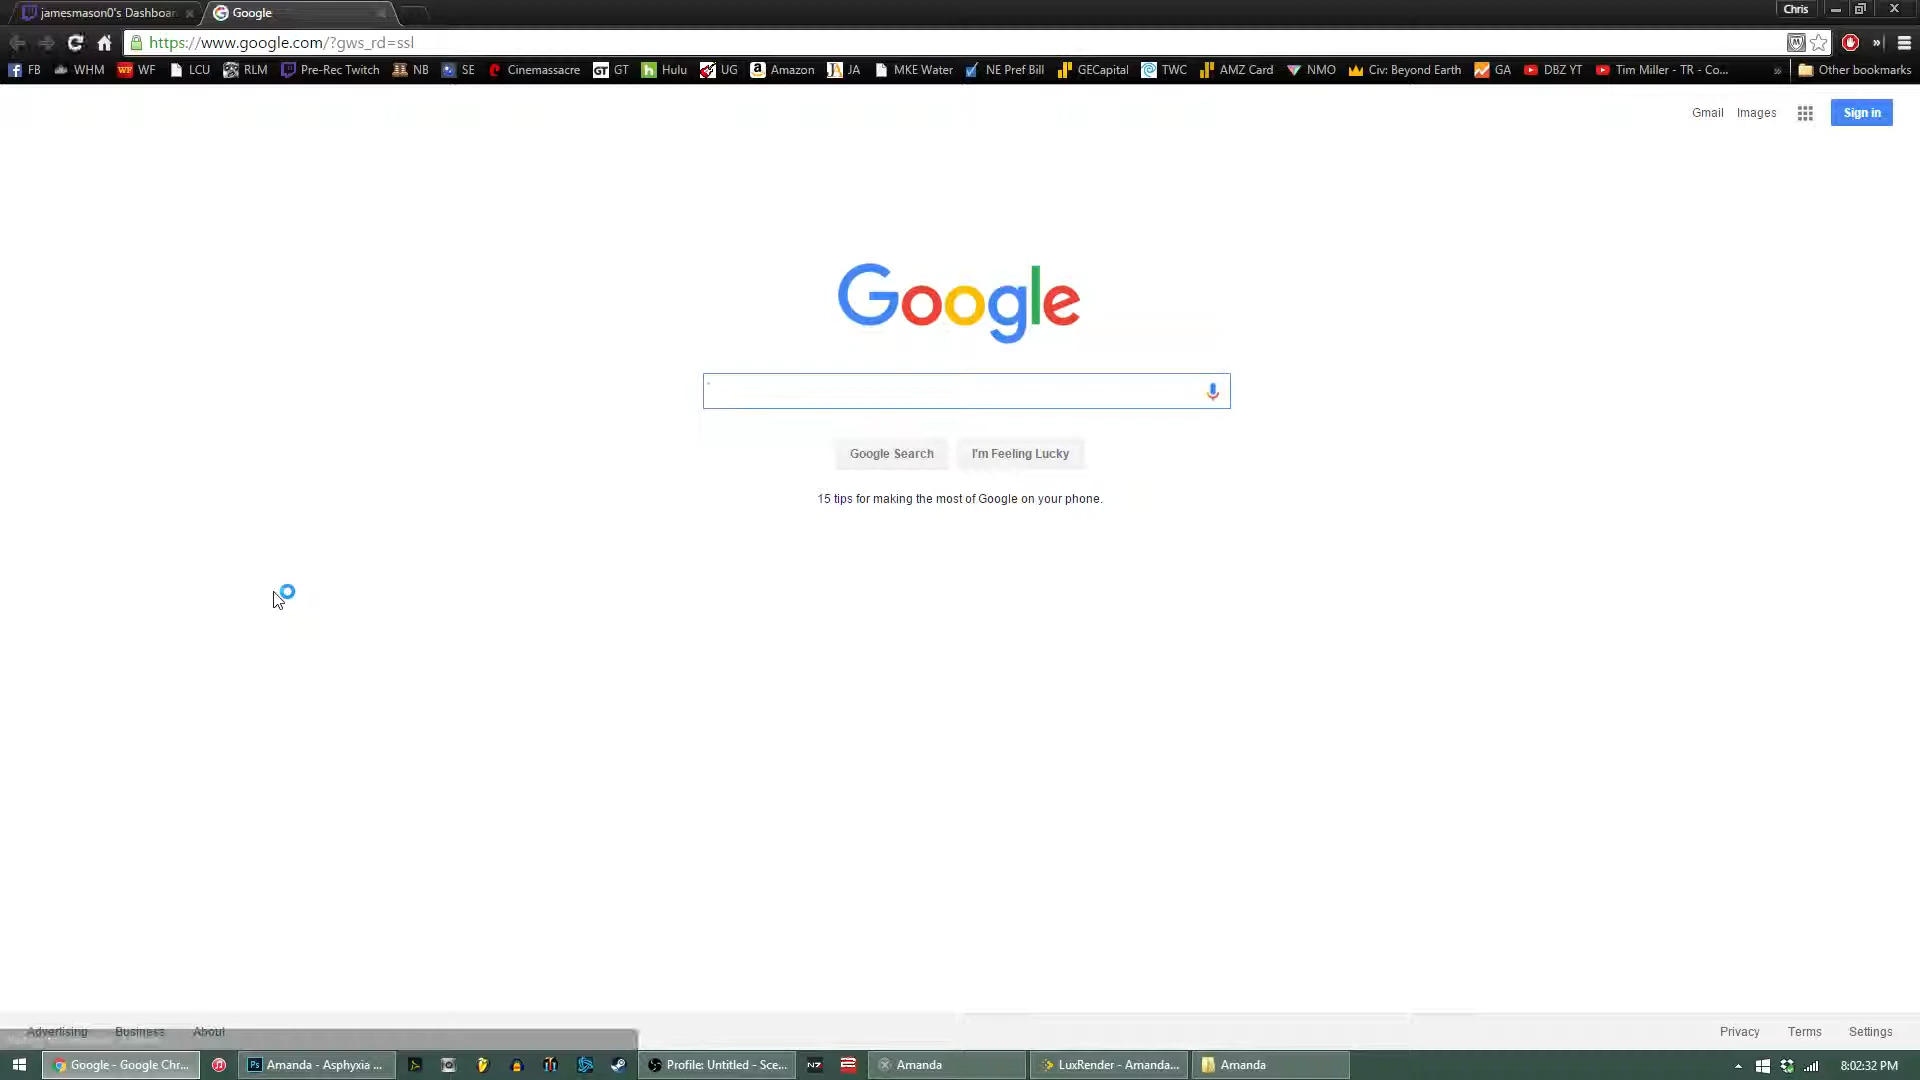 jamesmason0's Dashboar
Google
Chris
https://www.google.com/?gws_rd=ssl
FB
WHM
WF
LCU
RLM
Pre-Rec Twitch
NB
SE
Cinemassacre
GT
Hulu
UG
Amazon
JA
MKE Water
NE Pref Bill
GECapital
TWC
AMZ Card
NMO
Civ: Beyond Earth
GA
DBZ YT
Tim Miller - TR - Co...
»
Other bookmarks
Gmail
Images
Sign in
Google
Google Search
I'm Feeling Lucky
15 tips for making the most of Google on your phone.
Advertising
Business
About
Privacy
Terms
Settings
Google - Google Chr...
Ps
Amanda - Asphyxia ...
Profile: Untitled - Sce...
N7
Amanda
LuxRender - Amanda...
Amanda
8:02:32 PM